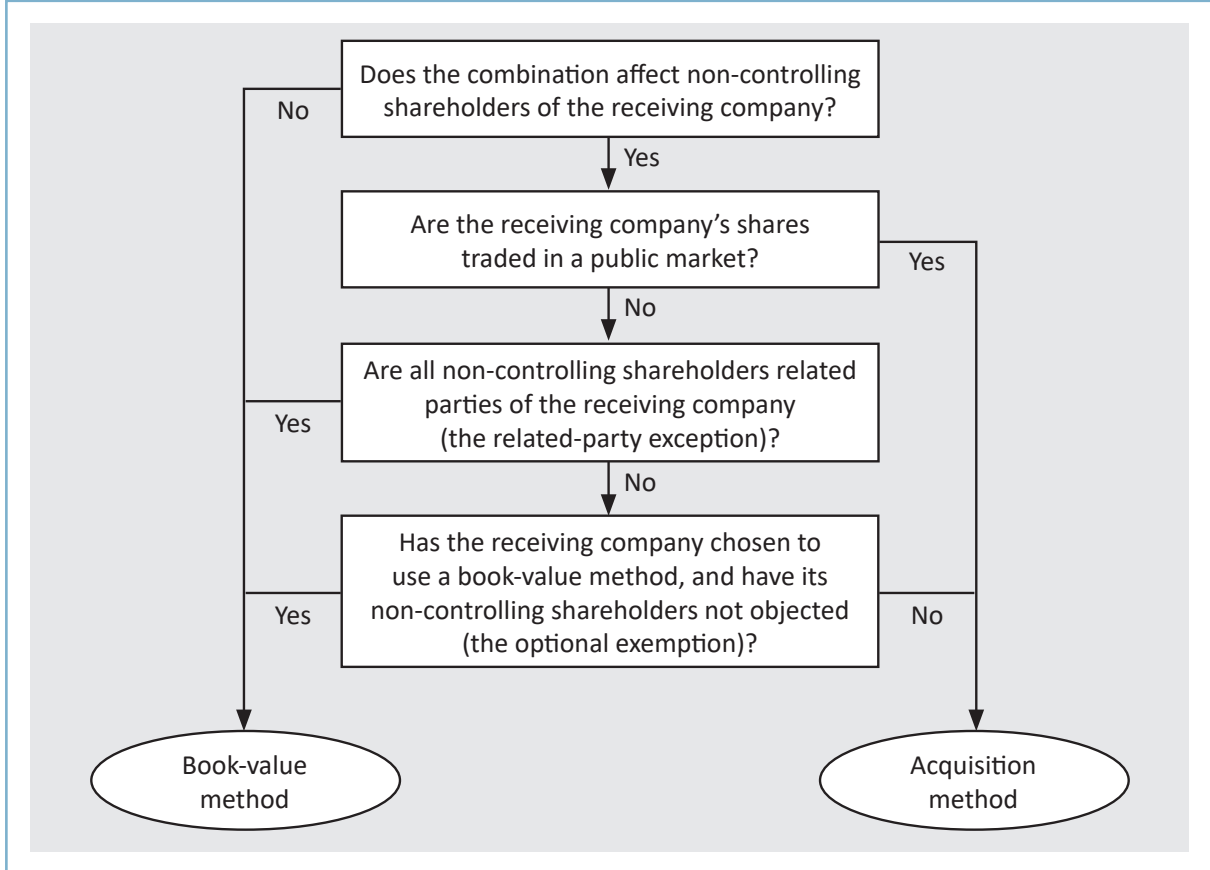 Does the combination affect non-controlling
shareholders of the receiving company?
No
Yes
Are the receiving company’s shares
traded in a public market?
Yes
No
Are all non-controlling shareholders related
parties of the receiving company
(the related-party exception)?
Yes
No
Has the receiving company chosen to
use a book-value method, and have its
non-controlling shareholders not objected
(the optional exemption)?
Yes
No
Book-value
method
Acquisition
method